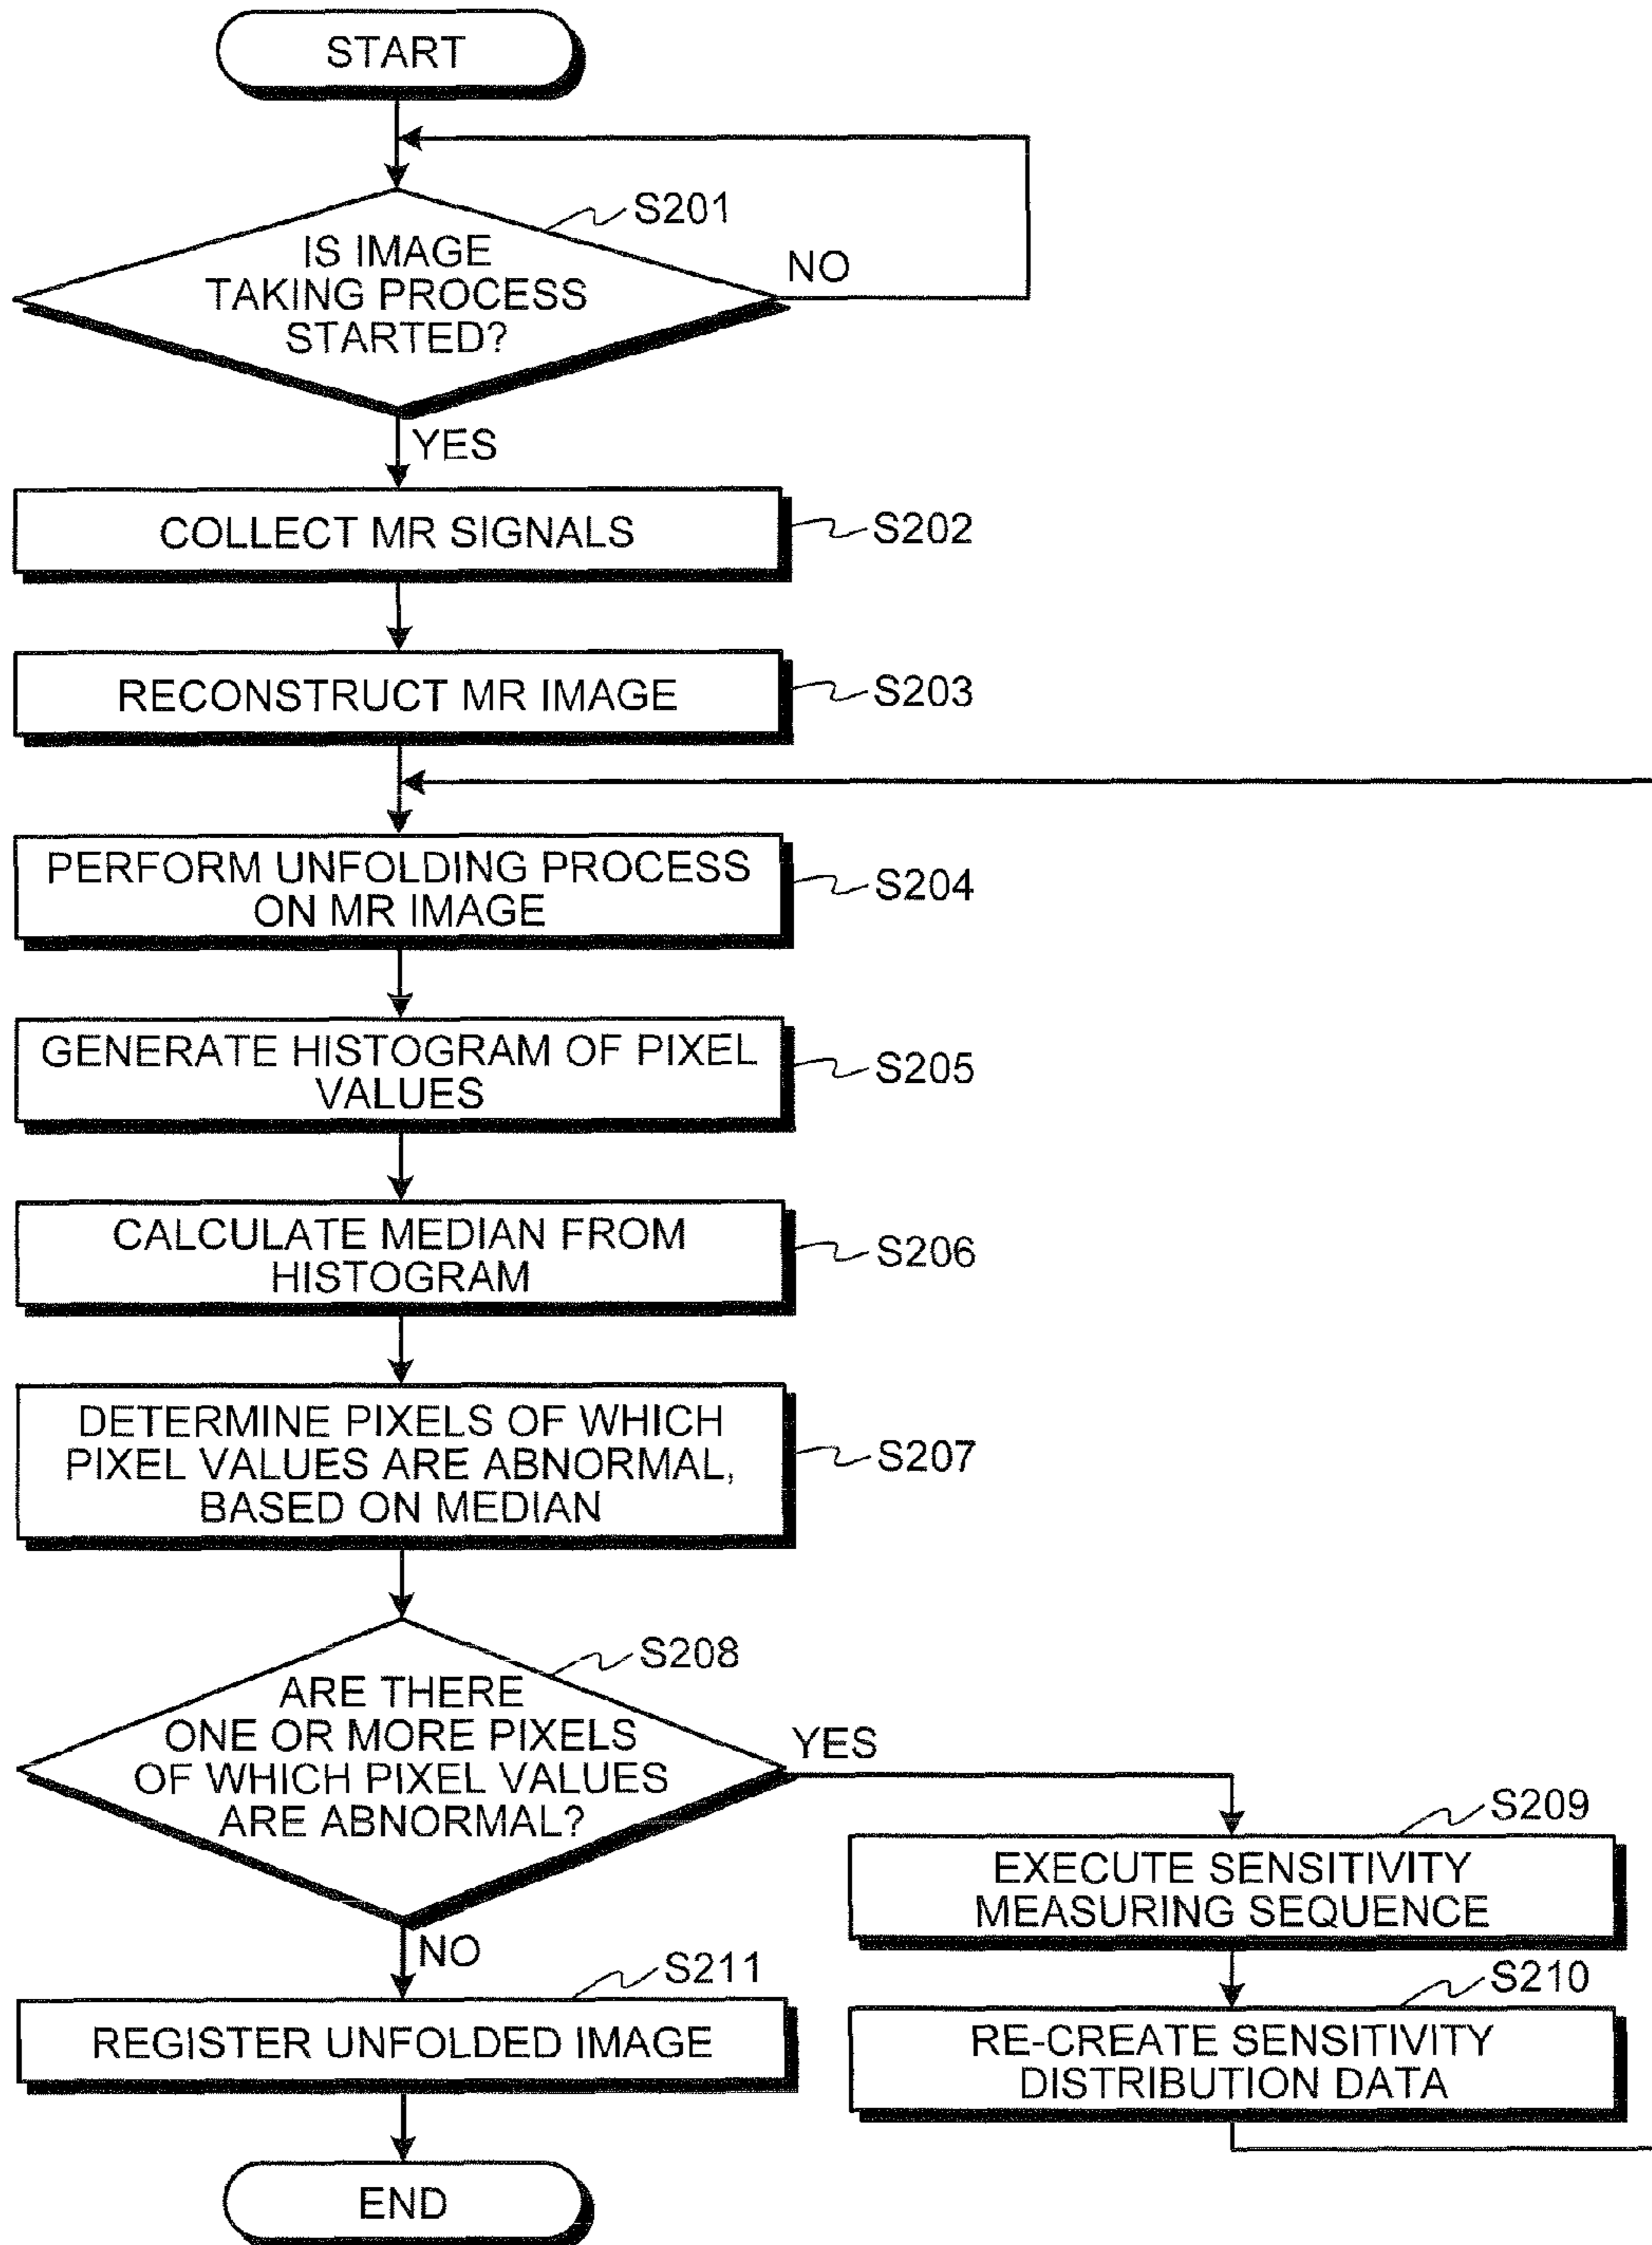 START
S201
IS IMAGE
TAKING PROCESS
STARTED?
NO
YES
COLLECT MR SIGNALS
S202
RECONSTRUCT MR IMAGE
S203
PERFORM UNFOLDING PROCESS
ON MR IMAGE
S204
GENERATE HISTOGRAM OF PIXEL
VALUES
S205
CALCULATE MEDIAN FROM
HISTOGRAM
S206
DETERMINE PIXELS OF WHICH
PIXEL VALUES ARE ABNORMAL,
BASED ON MEDIAN
S207
S208
ARE THERE
ONE OR MORE PIXELS
OF WHICH PIXEL VALUES
ARE ABNORMAL?
YES
S209
EXECUTE SENSITIVITY
MEASURING SEQUENCE
NO
S211
REGISTER UNFOLDED IMAGE
S210
RE-CREATE SENSITIVITY
DISTRIBUTION DATA
END